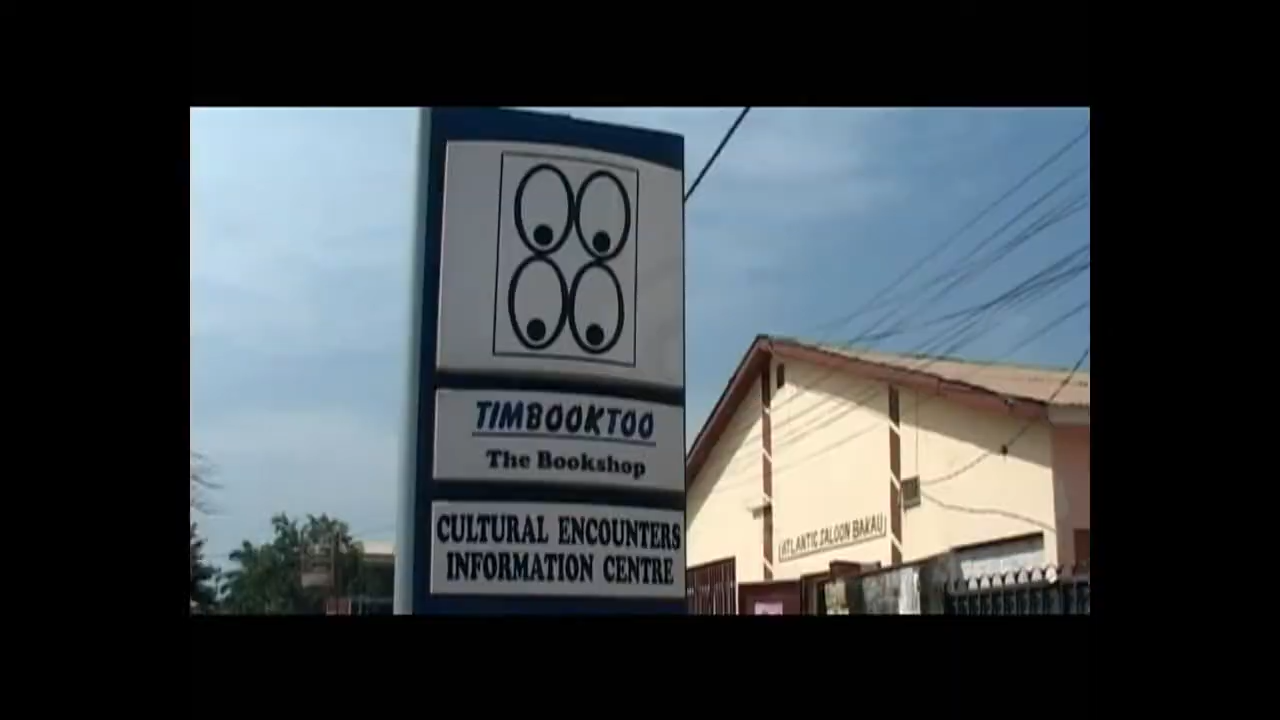 TIMBOOKTOO
The Bookshop
CULTURAL ENCOUNTERS
INFORMATION CENTRE
ATLANTIC SALOON BAKAU